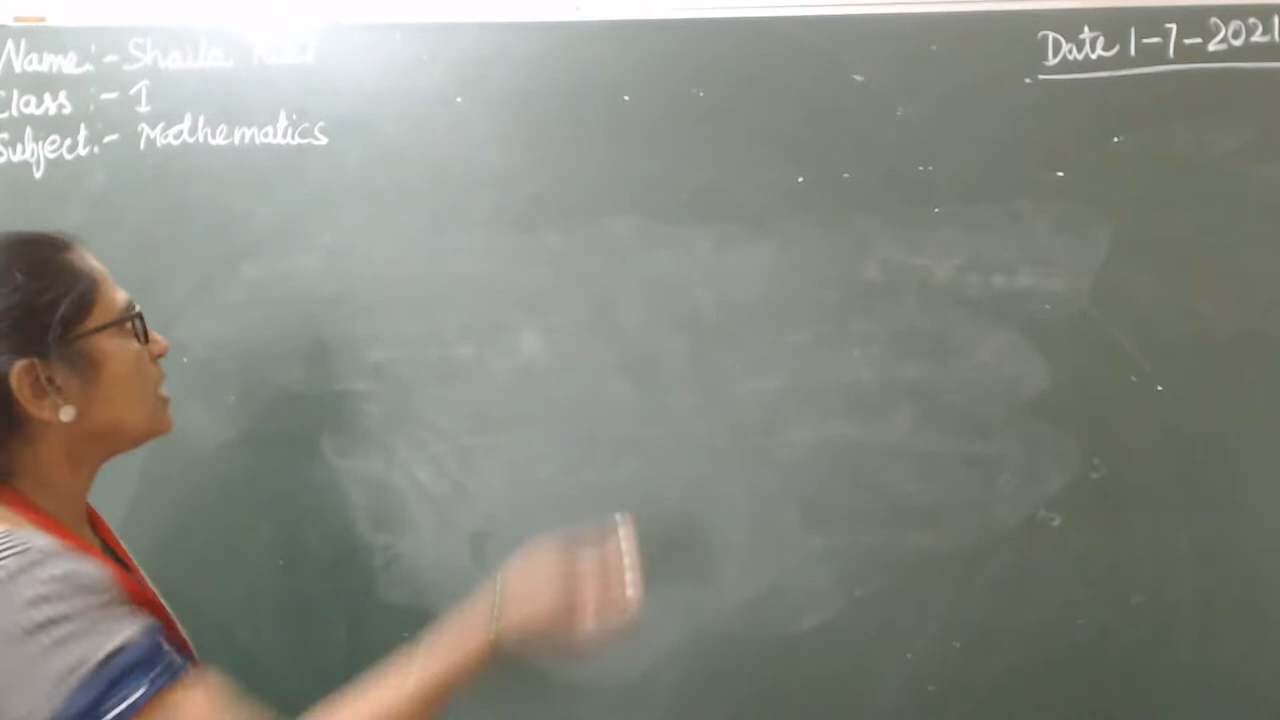 Name:- Shaila
Date 1-7-2021
Class :- I
Subject:- Mathematics